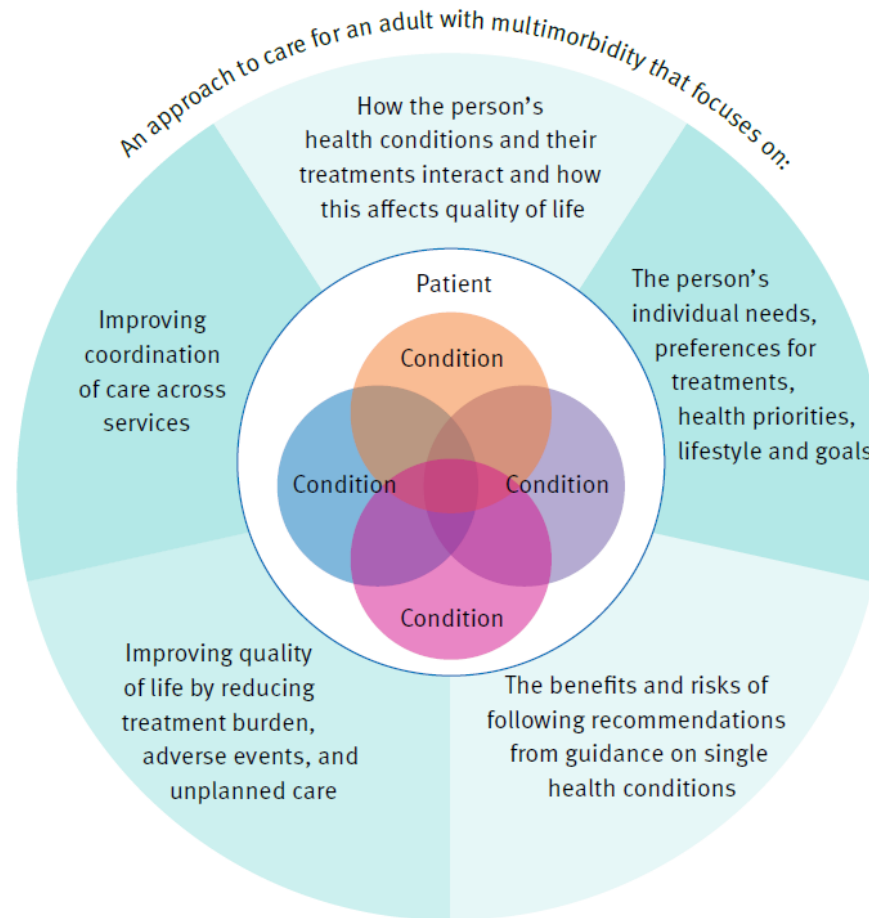 An approach to care for an adult with multimorbidity that focuses on:
How the person’s
health conditions and their
treatments interact and how
this affects quality of life
The person’s
individual needs,
preferences for
treatments,
health priorities,
lifestyle and goals
The benefits and risks of
following recommendations
from guidance on single
health conditions
Improving quality
of life by reducing
treatment burden,
adverse events, and
unplanned care
Improving
coordination
of care across
services
Patient
Condition
Condition
Condition
Condition